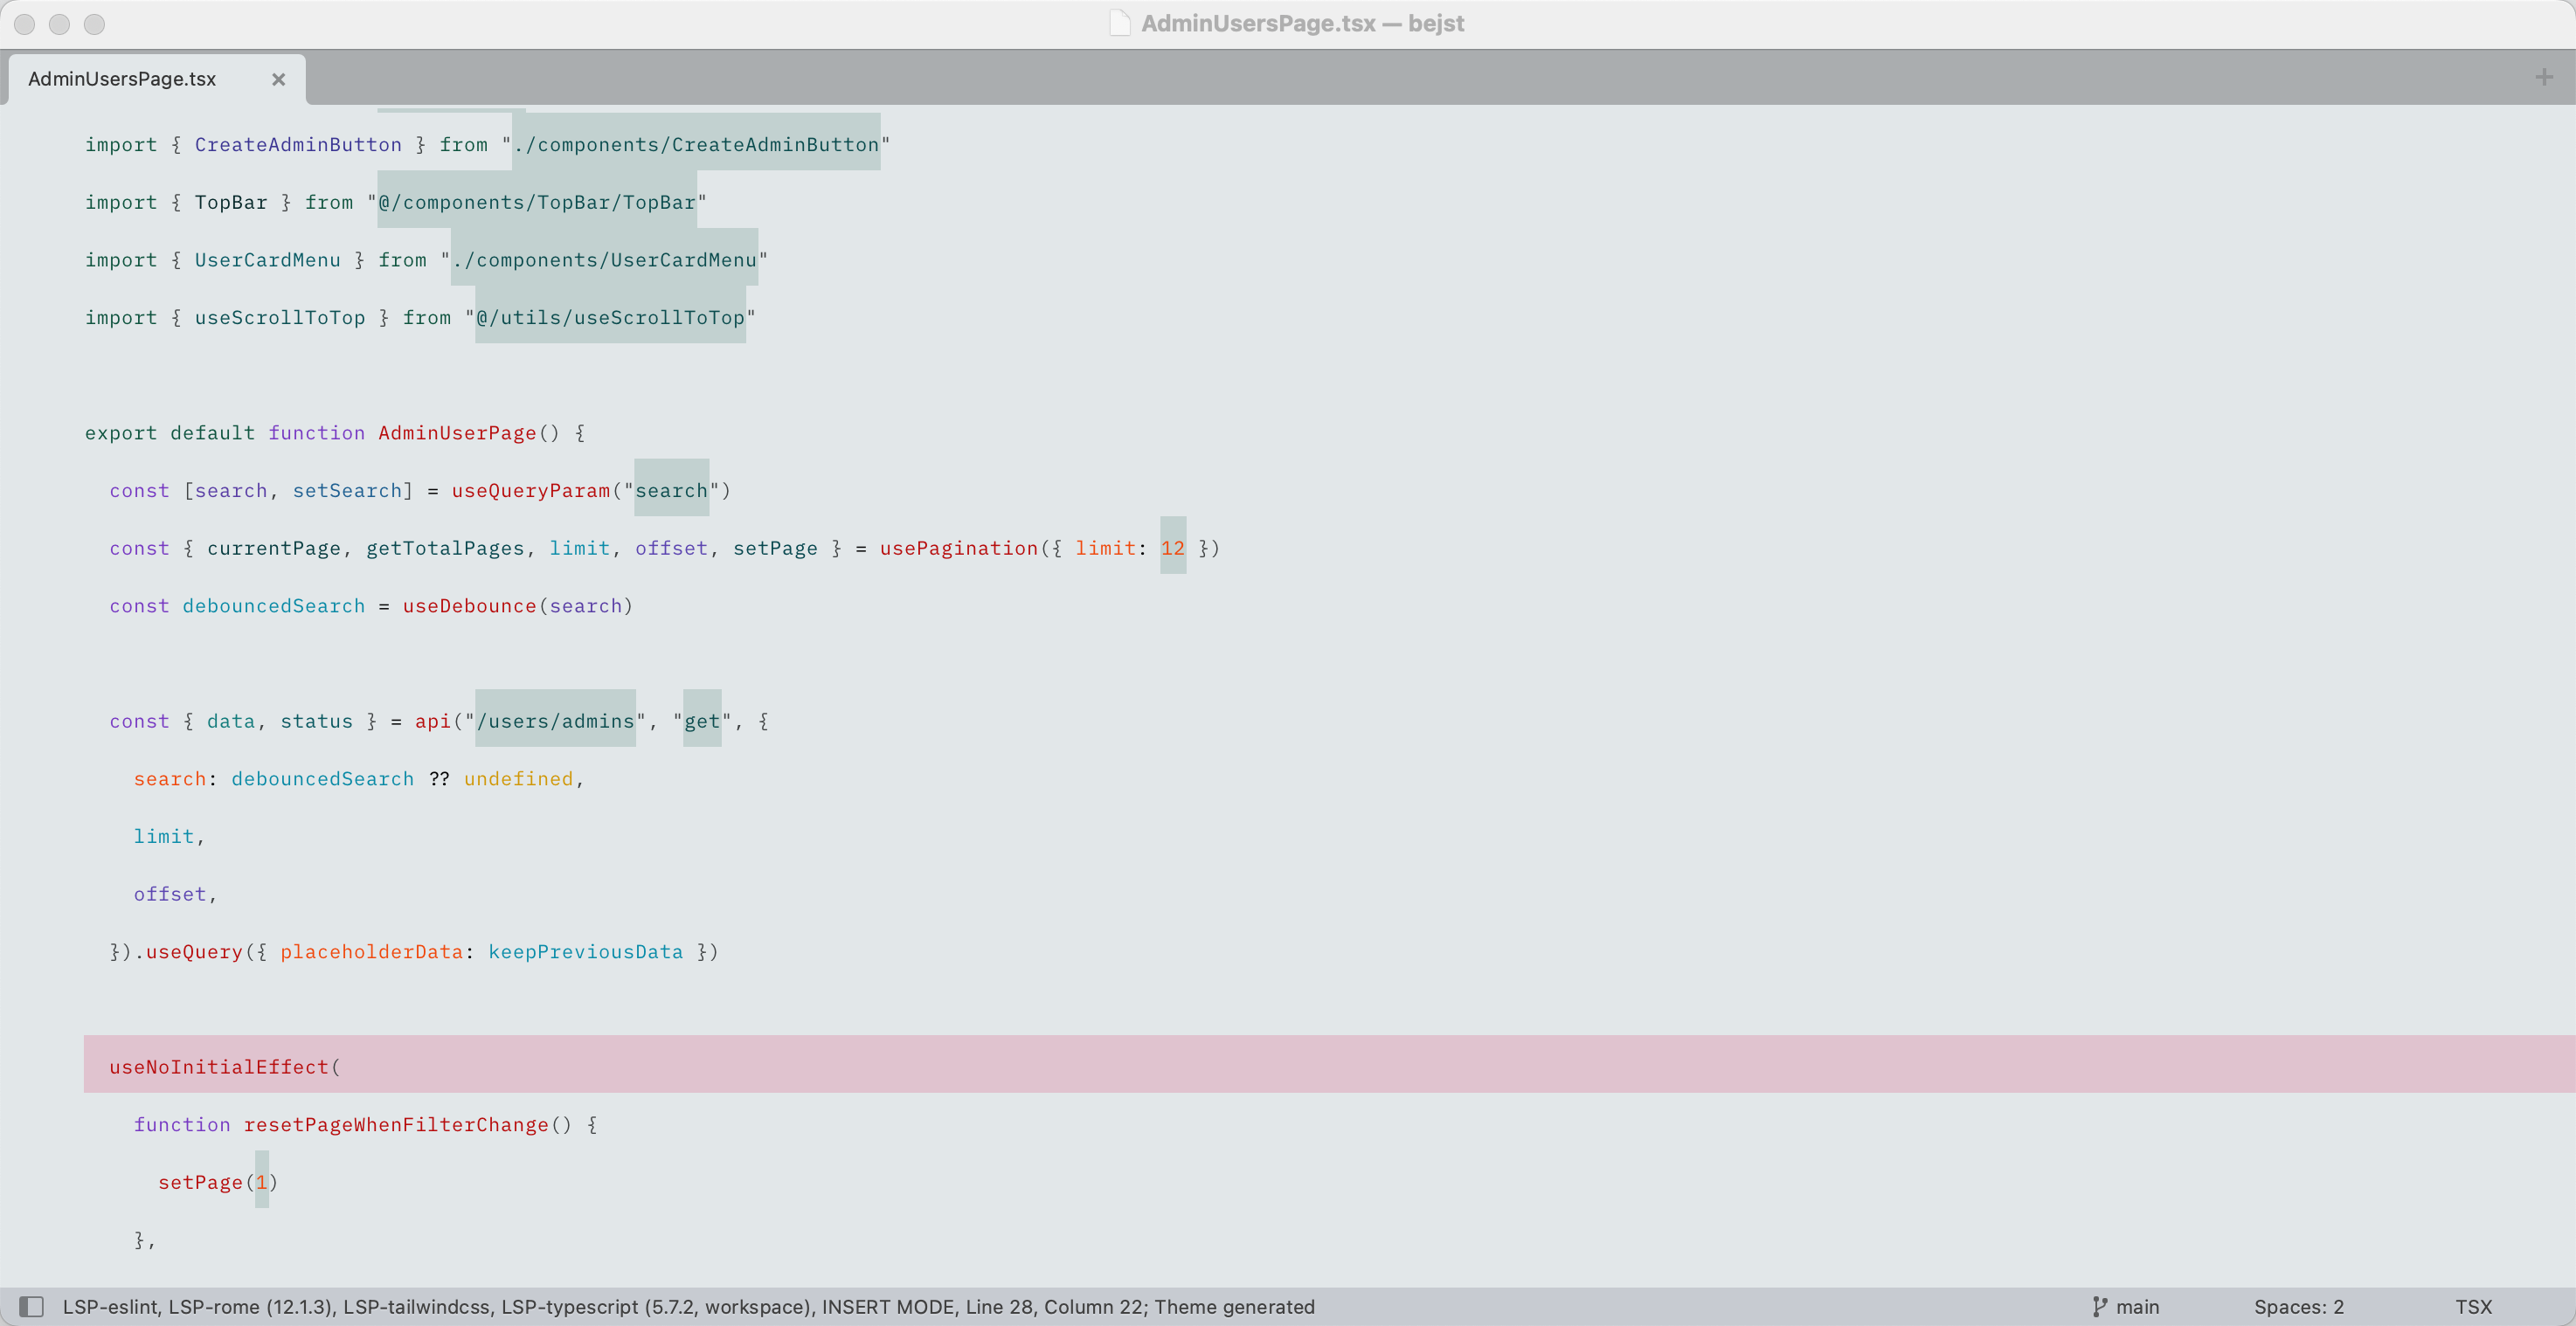 AdminUsersPage.tsx — bejst
AdminUsersPage.tsx
import { CreateAdminButton } from "./components/CreateAdminButton"
import { TopBar } from "@/components/TopBar/TopBar"
import { UserCardMenu } from "./components/UserCardMenu"
import { useScrollToTop } from "@/utils/useScrollToTop"
export default function AdminUserPage() {
const [search, setSearch] = useQueryParam("search")
const { currentPage, getTotalPages, limit, offset, setPage } = usePagination({ limit: 12 })
const debouncedSearch = useDebounce(search)
const { data, status } = api("/users/admins", "get", {
search: debouncedSearch ?? undefined,
limit,
offset,
}).useQuery({ placeholderData: keepPreviousData })
useNoInitialEffect(
function resetPageWhenFilterChange() {
setPage(1)
},
LSP-eslint, LSP-rome (12.1.3), LSP-tailwindcss, LSP-typescript (5.7.2, workspace), INSERT MODE, Line 28, Column 22; Theme generated
main
Spaces: 2
TSX